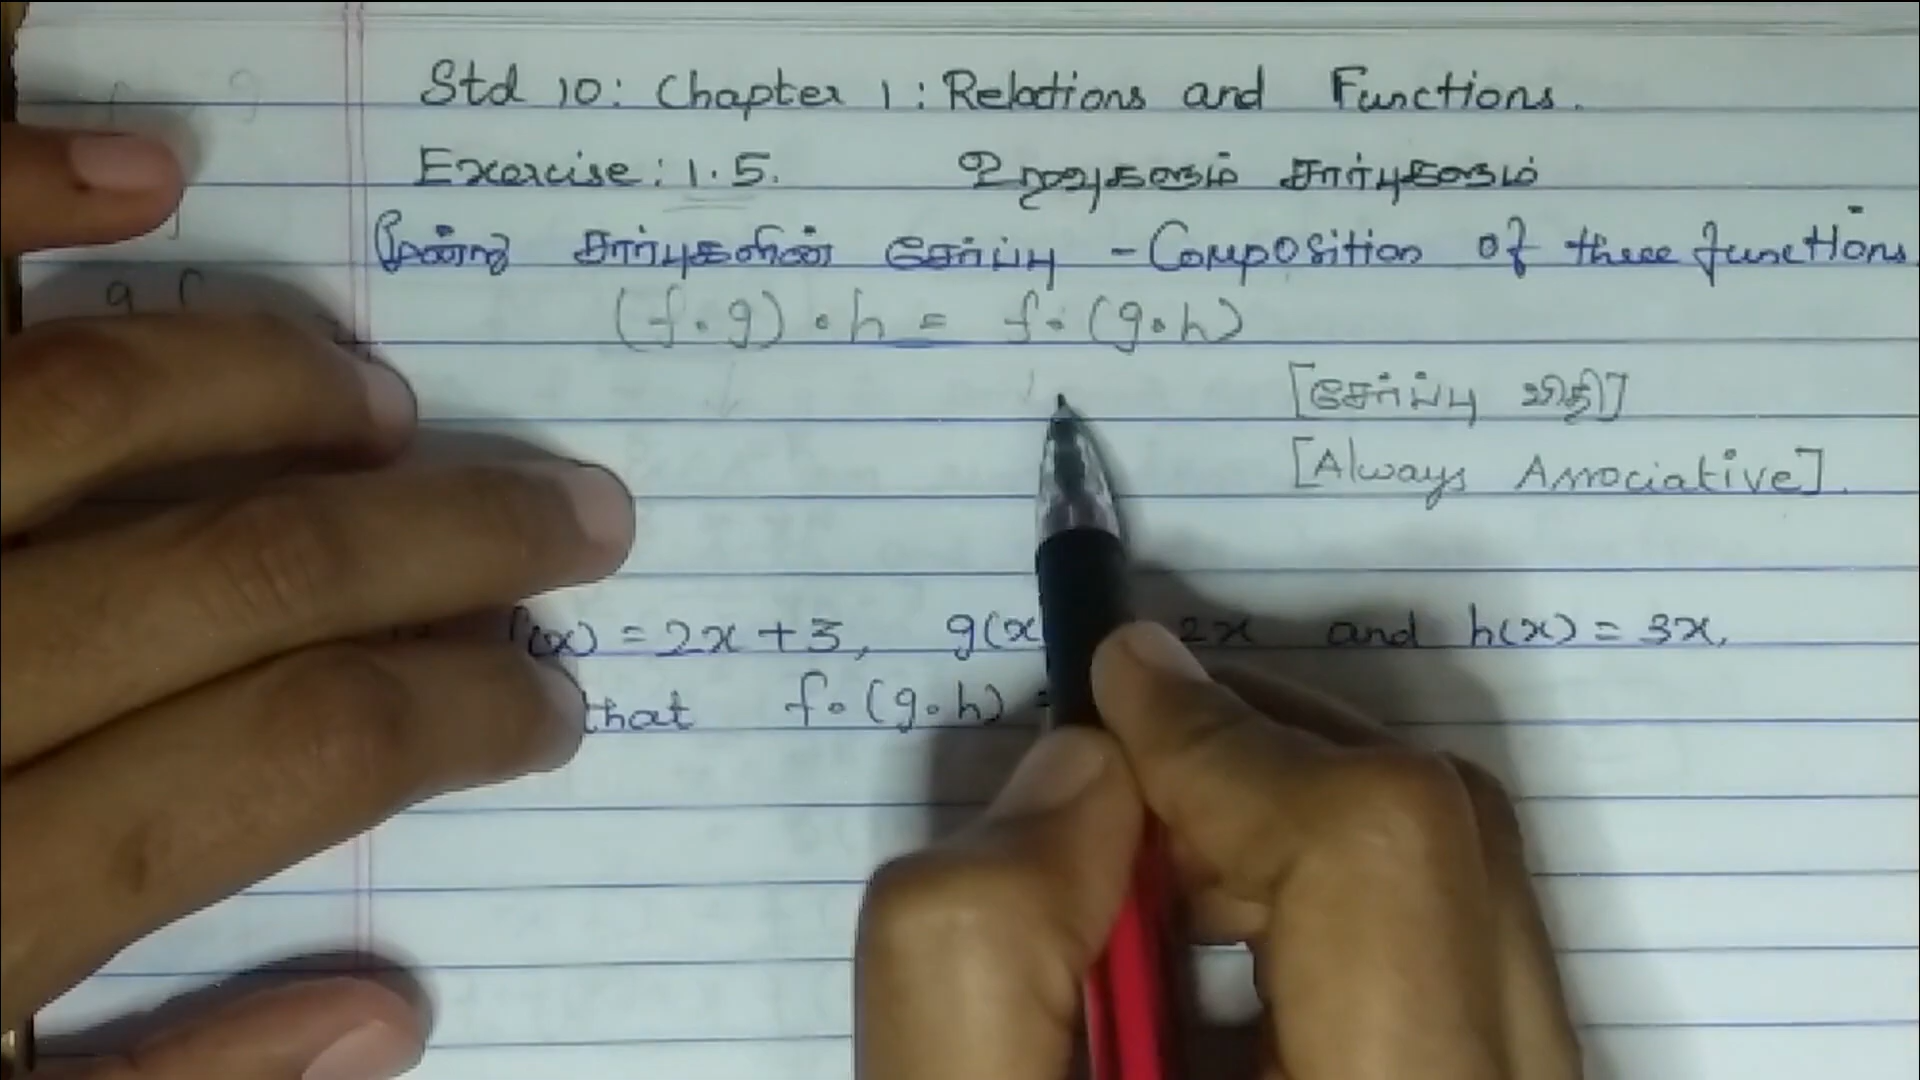 Std 10: Chapter 1: Relations and Functions.
Exercise: 1.5. உறவுகளும் சார்புகளும்
மூன்று சார்புகளின் சேர்ப்பு - Composition of three functions
(f∘g)∘h = f∘(g∘h)
[சேர்ப்பு விதி]
[Always Associative].
(x) = 2x+3, g(x 2x and h(x) = 3x,
that f∘(g∘h) =